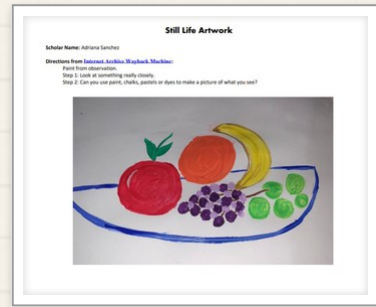 Still Life Artwork
Scholar Name: Adriana Sanchez
Directions from Internet Archive Wayback Machine:
Paint from observation.
Step 1: Look at something really closely.
Step 2: Can you use paint, chalks, pastels or dyes to make a picture of what you see?